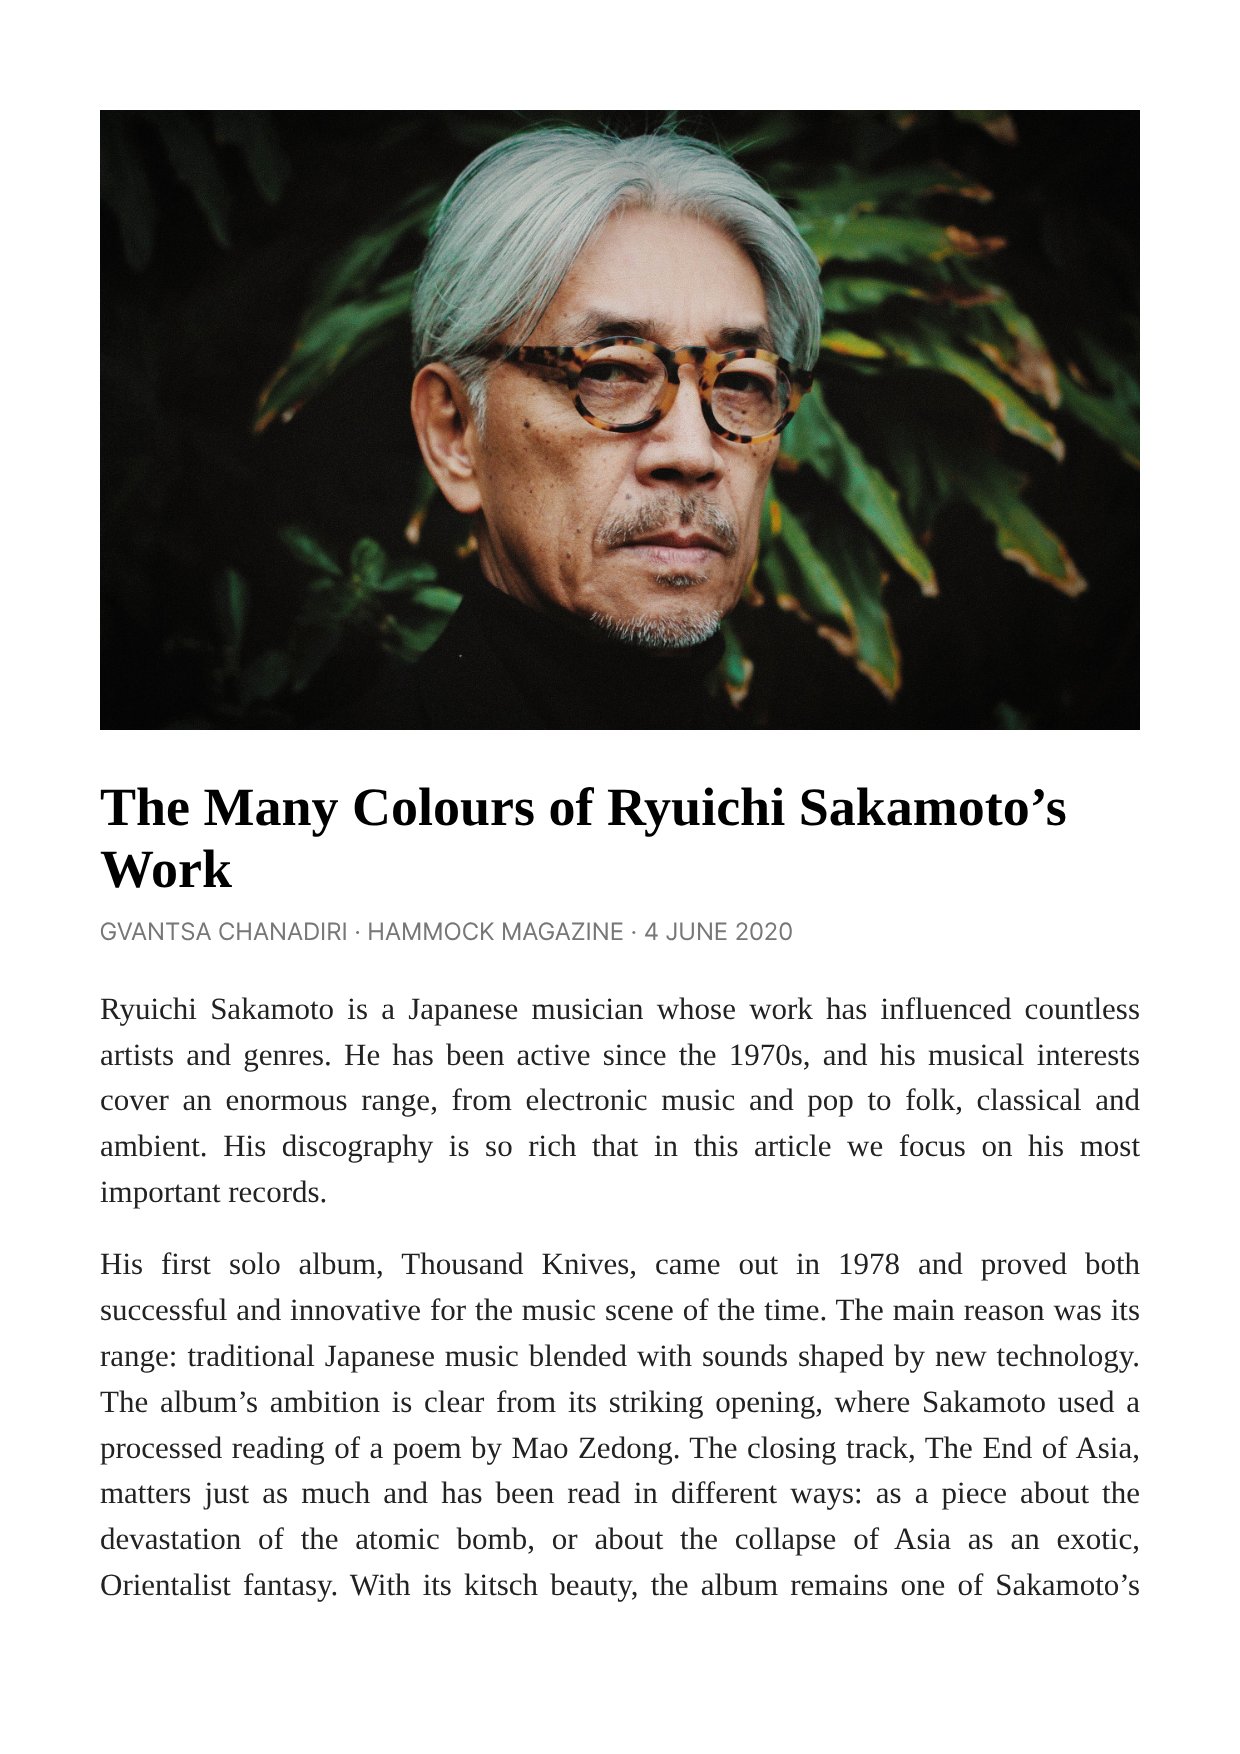 The Many Colours of Ryuichi Sakamoto’s
Work
GVANTSA CHANADIRI · HAMMOCK MAGAZINE · 4 JUNE 2020
Ryuichi Sakamoto is a Japanese musician whose work has influenced countless
artists and genres. He has been active since the 1970s, and his musical interests
cover an enormous range, from electronic music and pop to folk, classical and
ambient. His discography is so rich that in this article we focus on his most
important records.
His first solo album, Thousand Knives, came out in 1978 and proved both
successful and innovative for the music scene of the time. The main reason was its
range: traditional Japanese music blended with sounds shaped by new technology.
The album’s ambition is clear from its striking opening, where Sakamoto used a
processed reading of a poem by Mao Zedong. The closing track, The End of Asia,
matters just as much and has been read in different ways: as a piece about the
devastation of the atomic bomb, or about the collapse of Asia as an exotic,
Orientalist fantasy. With its kitsch beauty, the album remains one of Sakamoto’s